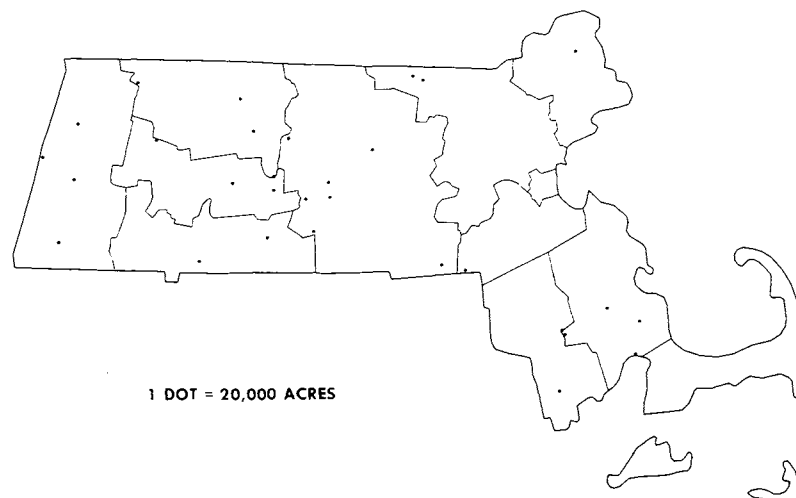 1 DOT = 20,000 ACRES